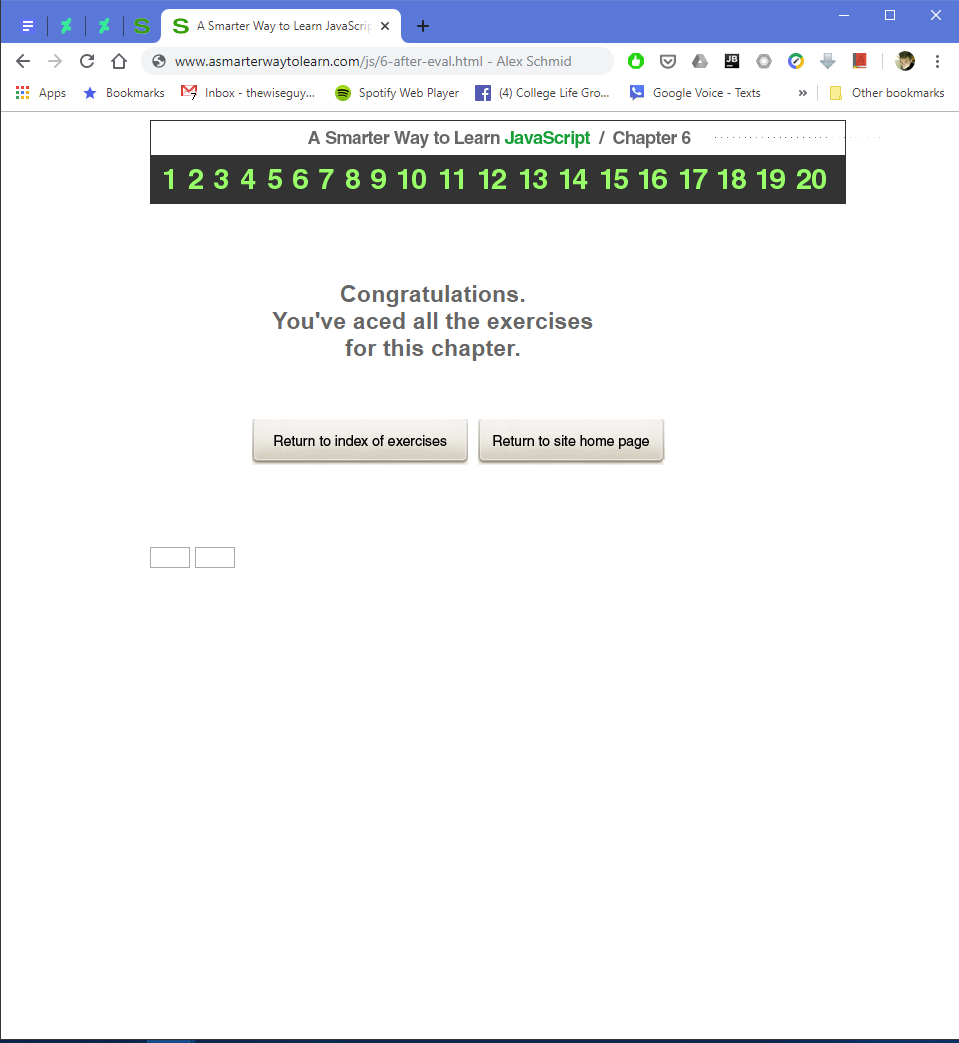 A Smarter Way to Learn JavaScrip
www.asmarterwaytolearn.com/js/6-after-eval.html - Alex Schmid
JB
Apps Bookmarks 7 Inbox - thewiseguy... Spotify Web Player (4) College Life Gro... Google Voice - Texts » Other bookmarks
A Smarter Way to Learn JavaScript / Chapter 6
1 2 3 4 5 6 7 8 9 10 11 12 13 14 15 16 17 18 19 20
Congratulations.
You've aced all the exercises
for this chapter.
Return to index of exercises Return to site home page